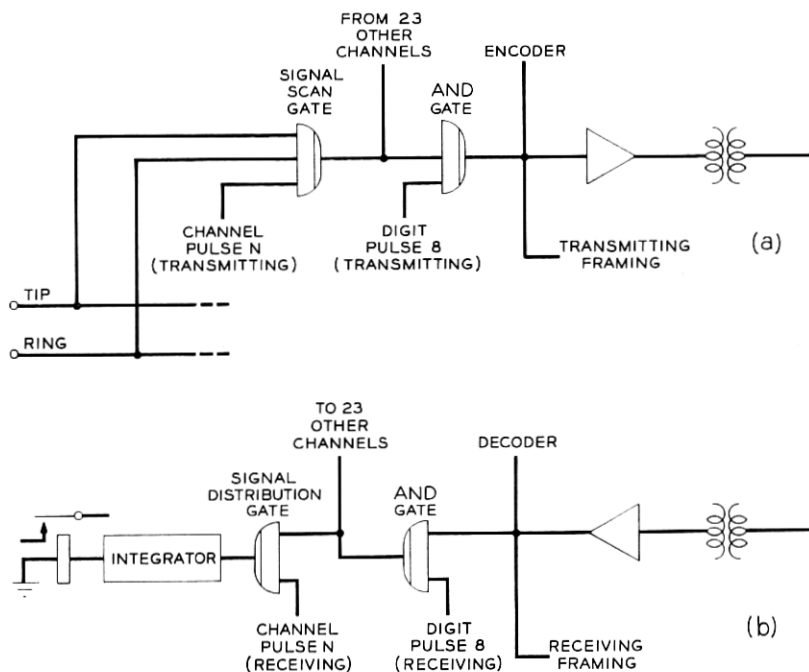 FROM 23
OTHER
CHANNELS
ENCODER
SIGNAL
SCAN
GATE
AND
GATE
CHANNEL
PULSE N
(TRANSMITTING)
DIGIT
PULSE 8
(TRANSMITTING)
TRANSMITTING
FRAMING
(a)
TIP
RING
TO 23
OTHER
CHANNELS
DECODER
SIGNAL
DISTRIBUTION
GATE
AND
GATE
INTEGRATOR
CHANNEL
PULSE N
(RECEIVING)
DIGIT
PULSE 8
(RECEIVING)
RECEIVING
FRAMING
(b)